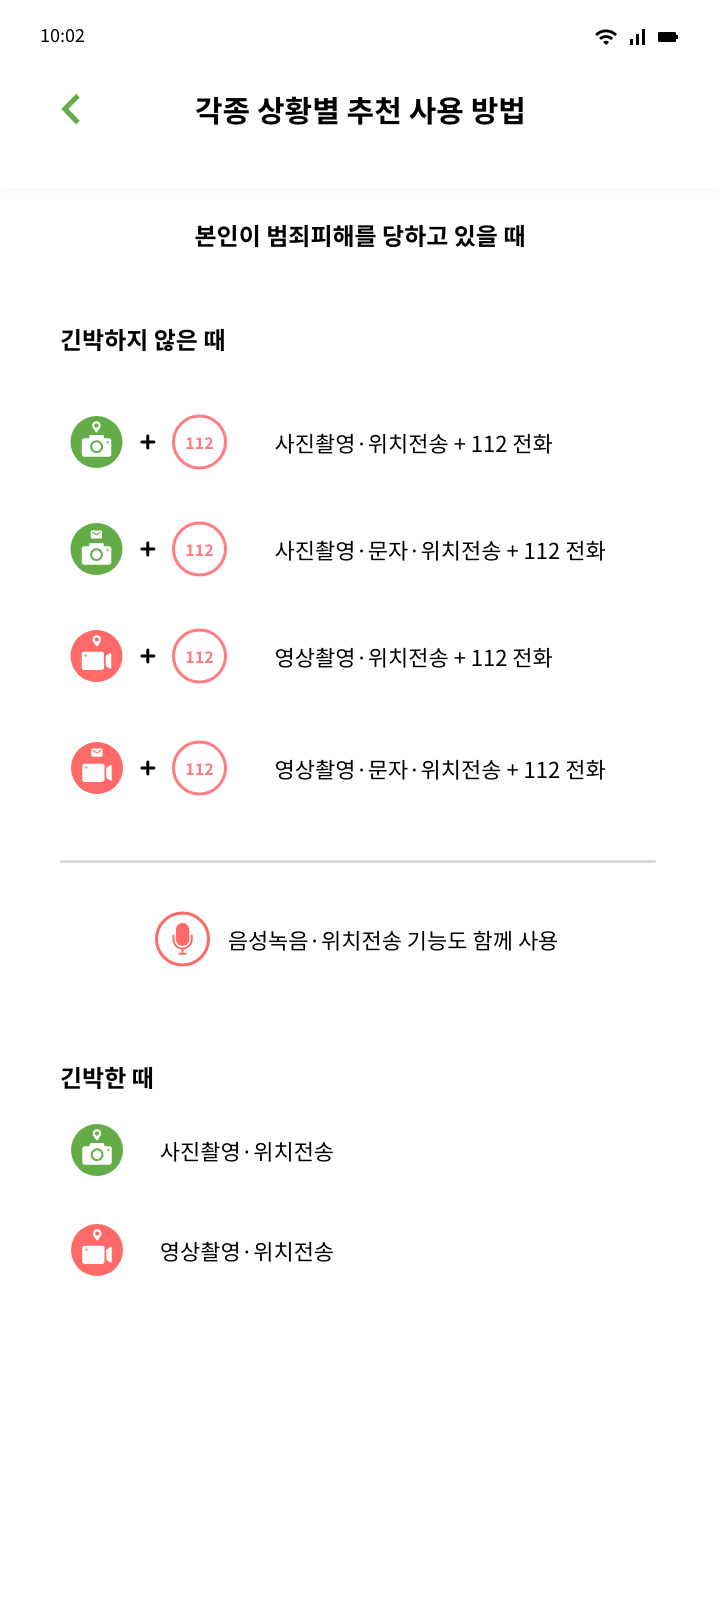 10:02
각종 상황별 추천 사용 방법
본인이 범죄피해를 당하고 있을 때
긴박하지 않은 때
112 사진촬영·위치전송 + 112 전화
112 사진촬영·문자·위치전송 + 112 전화
112 영상촬영·위치전송 + 112 전화
112 영상촬영·문자·위치전송 + 112 전화
음성녹음·위치전송 기능도 함께 사용
긴박한 때
사진촬영·위치전송
영상촬영·위치전송